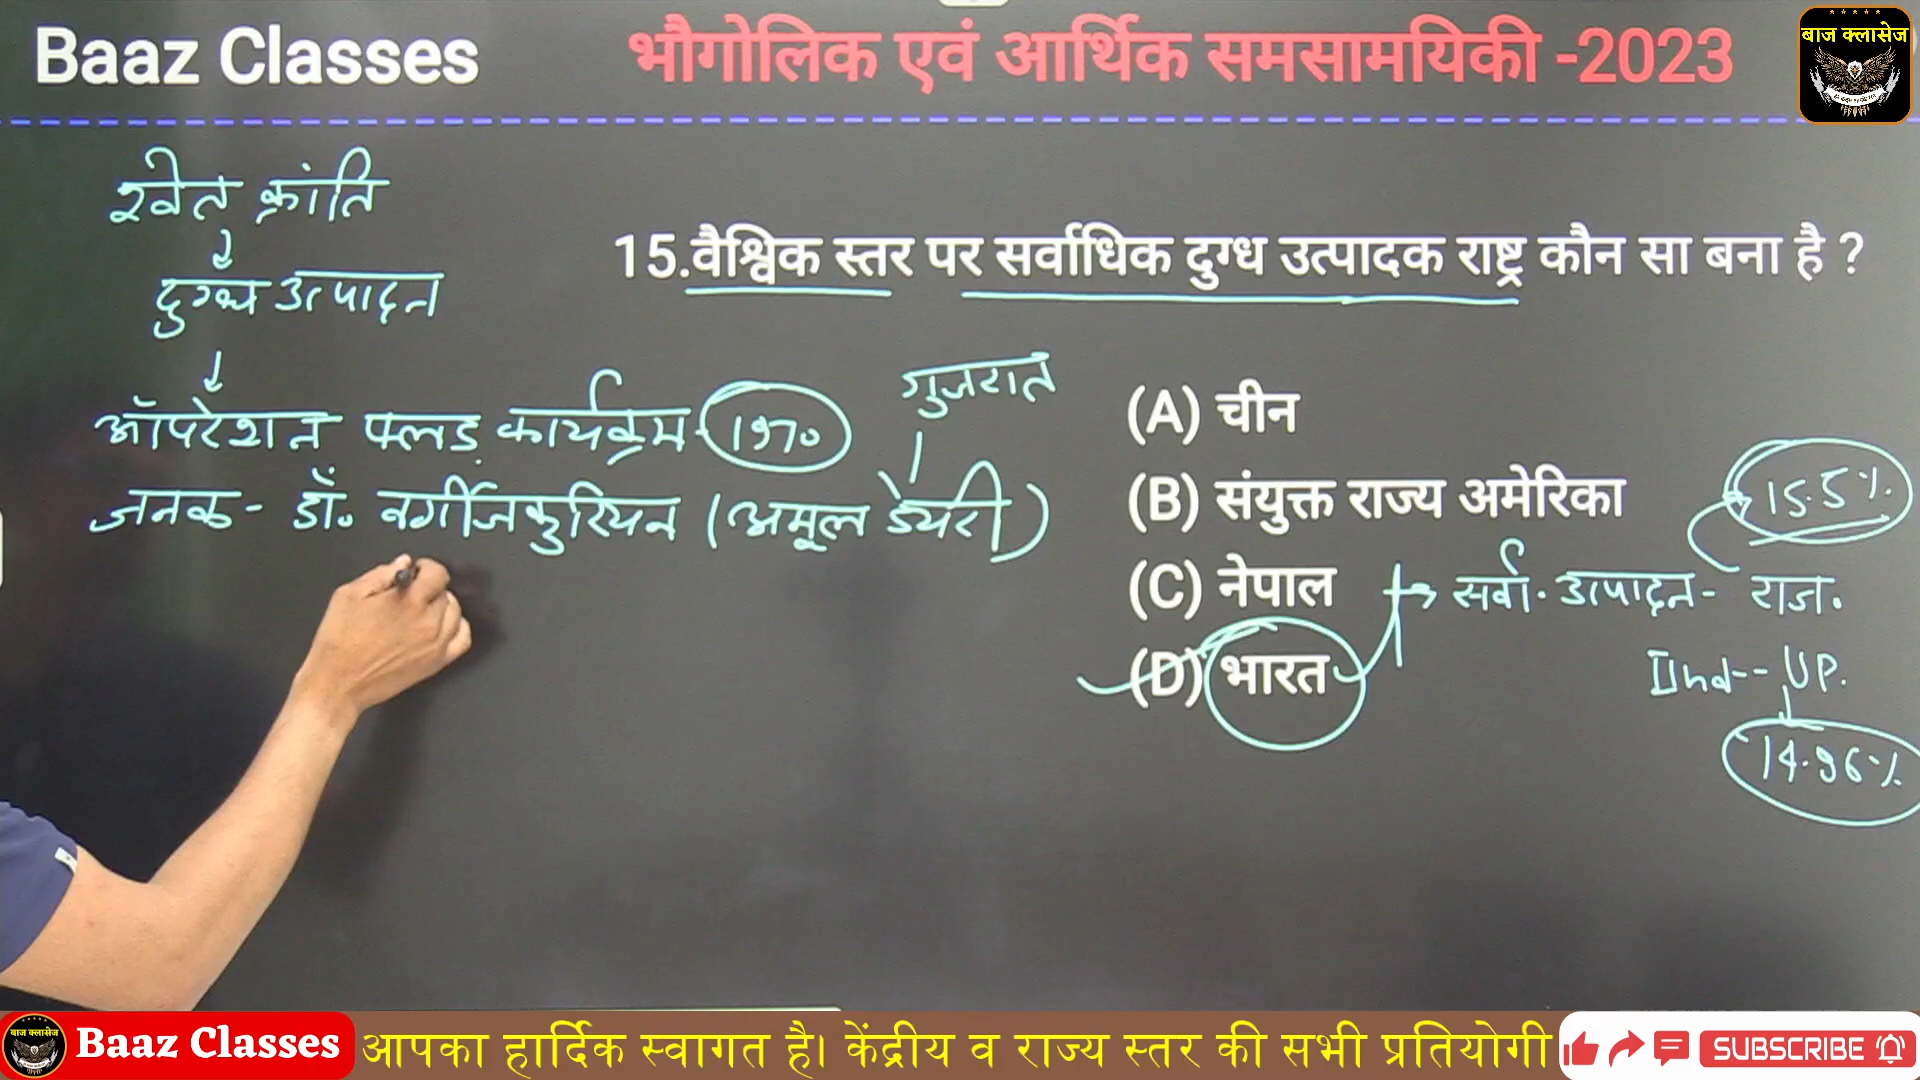 Baaz Classes
भौगोलिक एवं आर्थिक समसामयिकी -2023
बाज क्लासेज
श्वेत क्रांति
दुग्ध उत्पादन
ऑपरेशन फ्लड़ कार्यक्रम - 1970
जनक - डॉ. वर्गीजकुरियन (अमूल डेयरी)
गुजरात
15.वैश्विक स्तर पर सर्वाधिक दुग्ध उत्पादक राष्ट्र कौन सा बना है ?
(A) चीन
(B) संयुक्त राज्य अमेरिका
(C) नेपाल
(D) भारत
15.5%
सर्वा. उत्पादन - राज.
IInd-- UP.
14.96%
बाज क्लासेज
Baaz Classes
आपका हार्दिक स्वागत है। केंद्रीय व राज्य स्तर की सभी प्रतियोगी
SUBSCRIBE